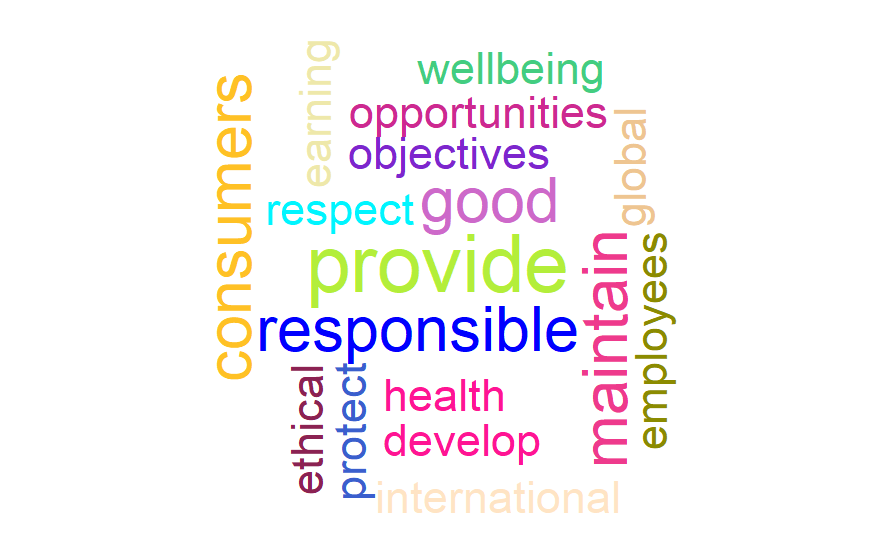 wellbeing
earning
opportunities
consumers
objectives
global
respect
good
provide
maintain
employees
responsible
ethical
protect
health
develop
international